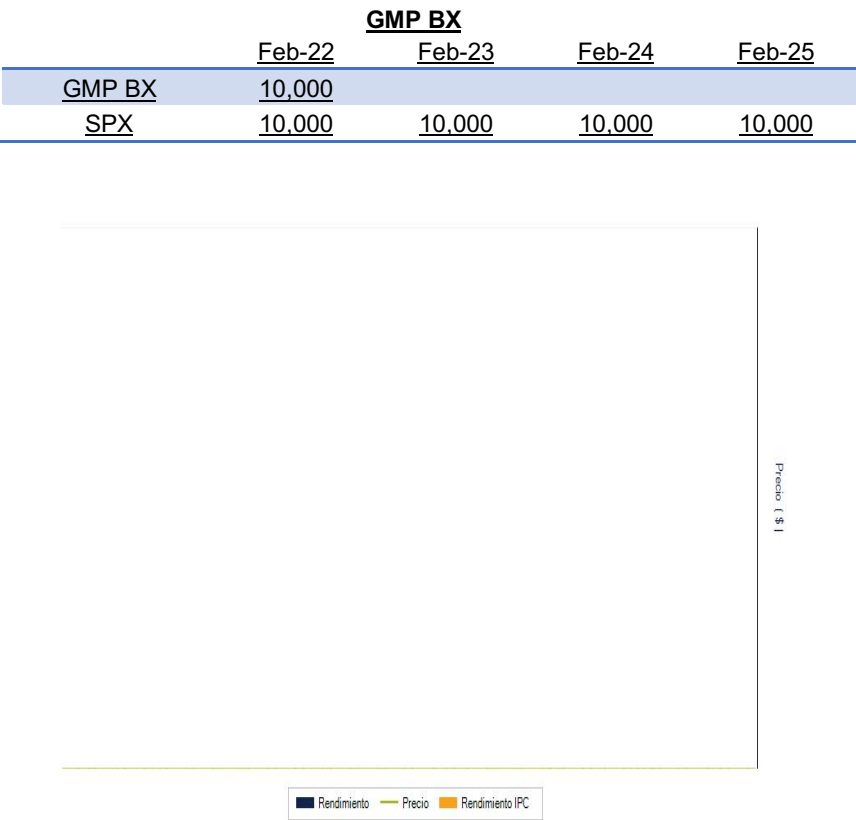 GMP BX
Feb-22 Feb-23 Feb-24 Feb-25
GMP BX 10,000
SPX 10,000 10,000 10,000 10,000
Precio ( $ )
Rendimiento Precio Rendimiento IPC